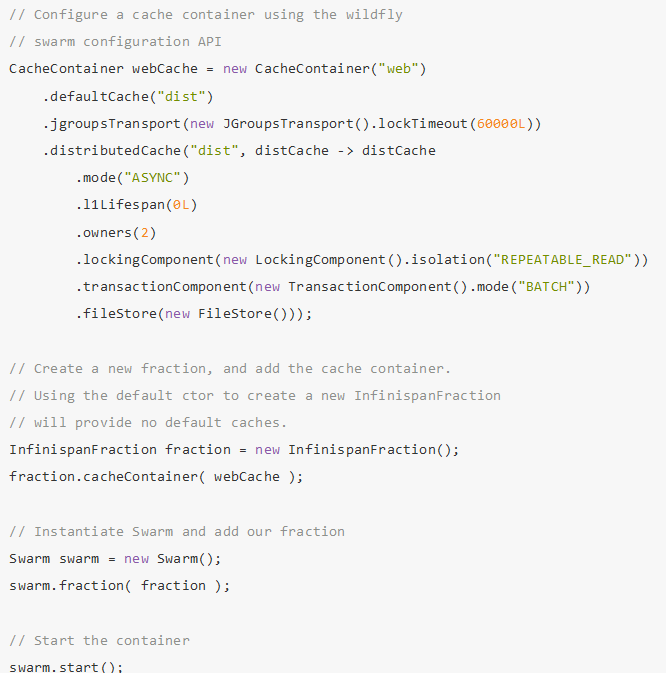 // Configure a cache container using the wildfly
// swarm configuration API
CacheContainer webCache = new CacheContainer("web")
    .defaultCache("dist")
    .jgroupsTransport(new JGroupsTransport().lockTimeout(60000L))
    .distributedCache("dist", distCache -> distCache
        .mode("ASYNC")
        .l1Lifespan(0L)
        .owners(2)
        .lockingComponent(new LockingComponent().isolation("REPEATABLE_READ"))
        .transactionComponent(new TransactionComponent().mode("BATCH"))
        .fileStore(new FileStore()));

// Create a new fraction, and add the cache container.
// Using the default ctor to create a new InfinispanFraction
// will provide no default caches.
InfinispanFraction fraction = new InfinispanFraction();
fraction.cacheContainer( webCache );

// Instantiate Swarm and add our fraction
Swarm swarm = new Swarm();
swarm.fraction( fraction );

// Start the container
swarm.start();